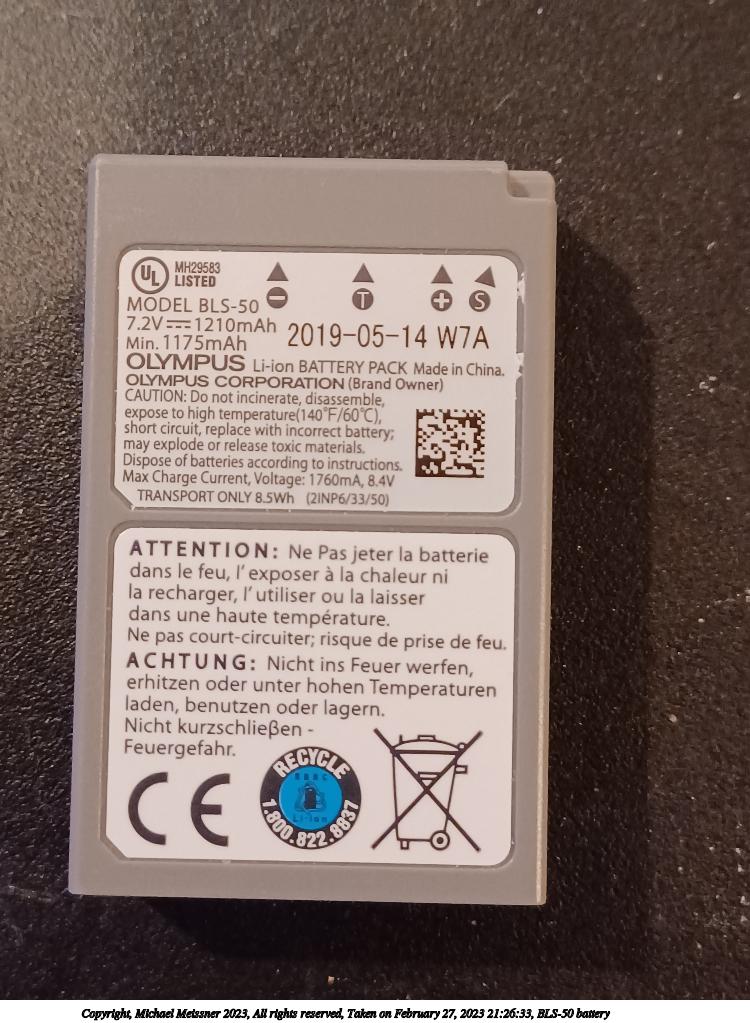 UL MH29583
LISTED
MODEL BLS-50 − T + S
7.2V⎓1210mAh
Min. 1175mAh 2019-05-14 W7A
OLYMPUS Li-ion BATTERY PACK Made in China.
OLYMPUS CORPORATION (Brand Owner)
CAUTION: Do not incinerate, disassemble,
expose to high temperature(140°F/60°C),
short circuit, replace with incorrect battery;
may explode or release toxic materials.
Dispose of batteries according to instructions.
Max Charge Current, Voltage: 1760mA, 8.4V
TRANSPORT ONLY 8.5Wh (2INP6/33/50)
ATTENTION: Ne Pas jeter la batterie
dans le feu, l'exposer à la chaleur ni
la recharger, l'utiliser ou la laisser
dans une haute température.
Ne pas court-circuiter; risque de prise de feu.
ACHTUNG: Nicht ins Feuer werfen,
erhitzen oder unter hohen Temperaturen
laden, benutzen oder lagern.
Nicht kurzschließen -
Feuergefahr.
CE
RECYCLE
RBRC
Li-Ion
1.800.822.8837
Copyright, Michael Meissner 2023, All rights reserved, Taken on February 27, 2023 21:26:33, BLS-50 battery